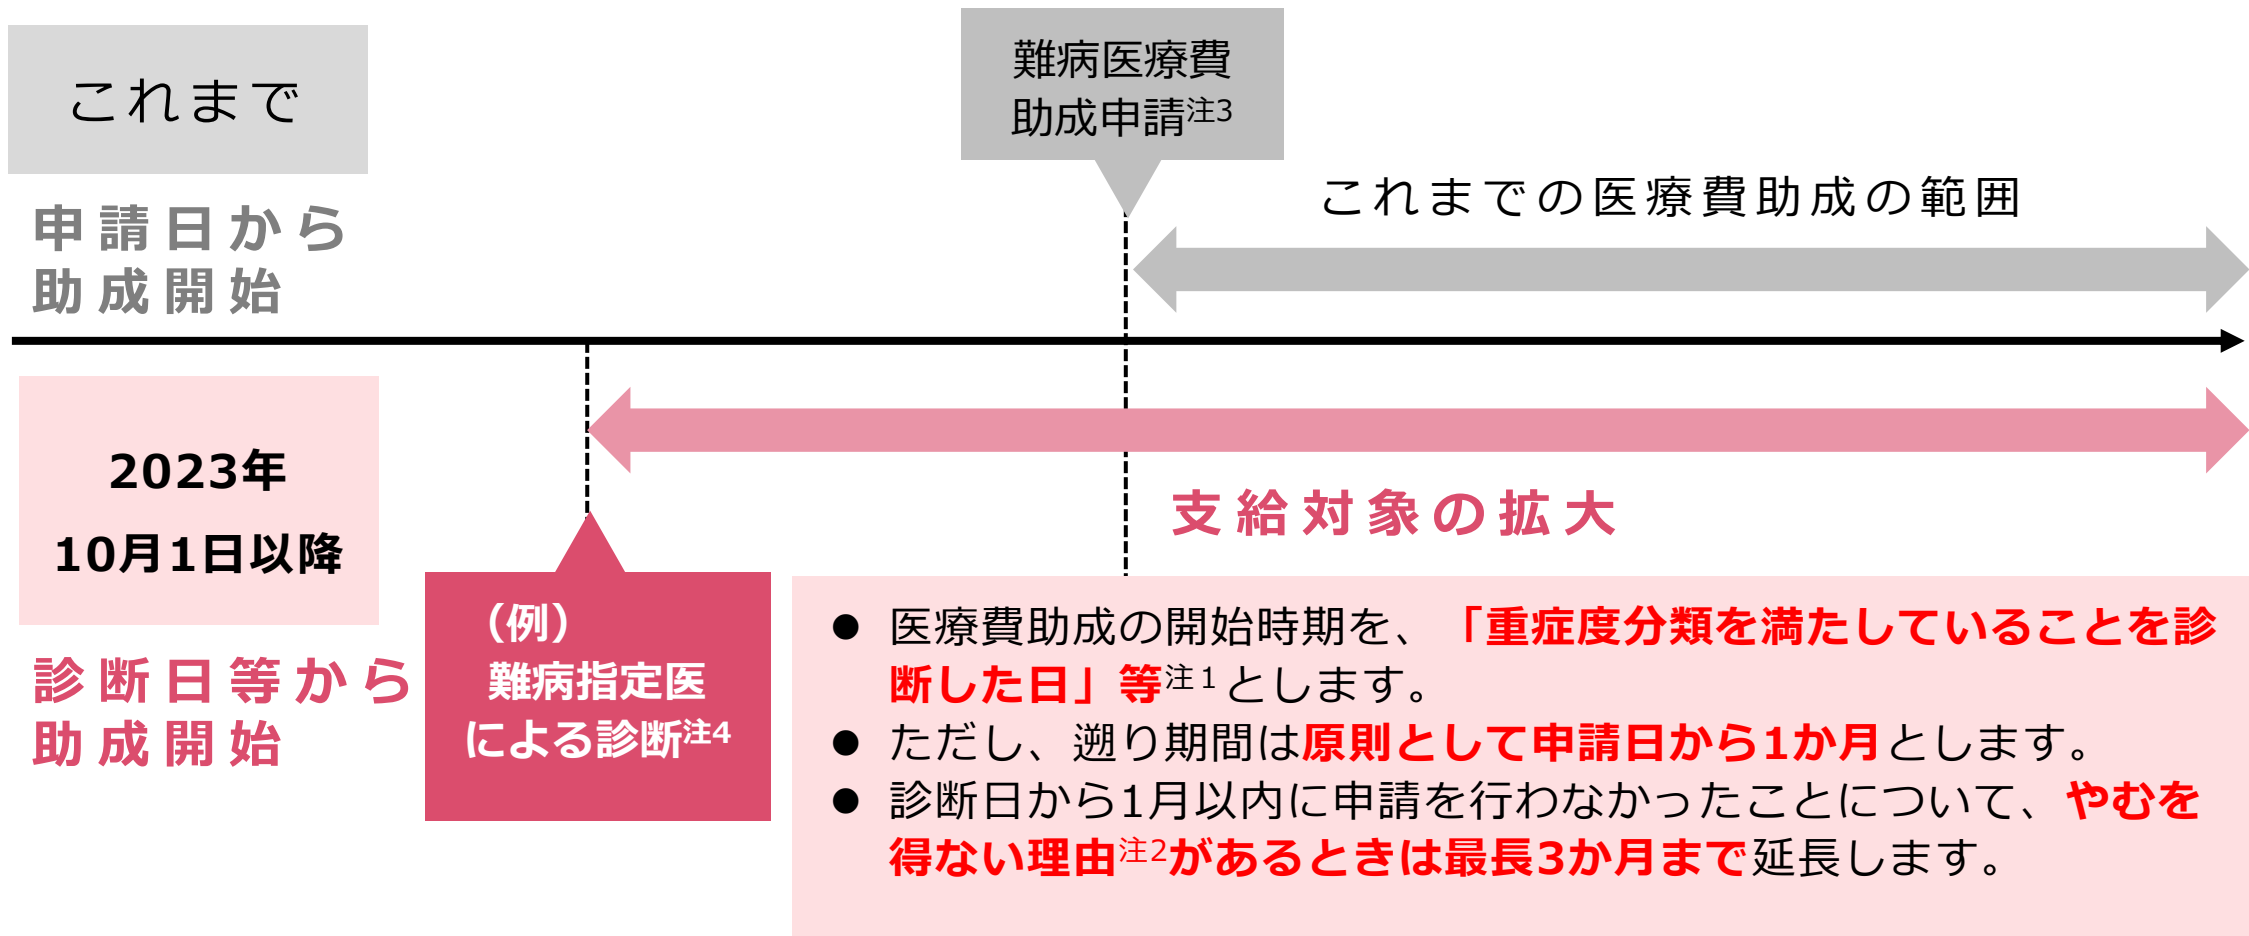 これまで
申請日から
助成開始
難病医療費
助成申請注3
これまでの医療費助成の範囲
2023年
10月1日以降
診断日等から
助成開始
(例)
難病指定医
による診断注4
支給対象の拡大
● 医療費助成の開始時期を、「重症度分類を満たしていることを診
断した日」等注１とします。
● ただし、遡り期間は原則として申請日から1か月とします。
● 診断日から1月以内に申請を行わなかったことについて、やむを
得ない理由注2があるときは最長3か月まで延長します。